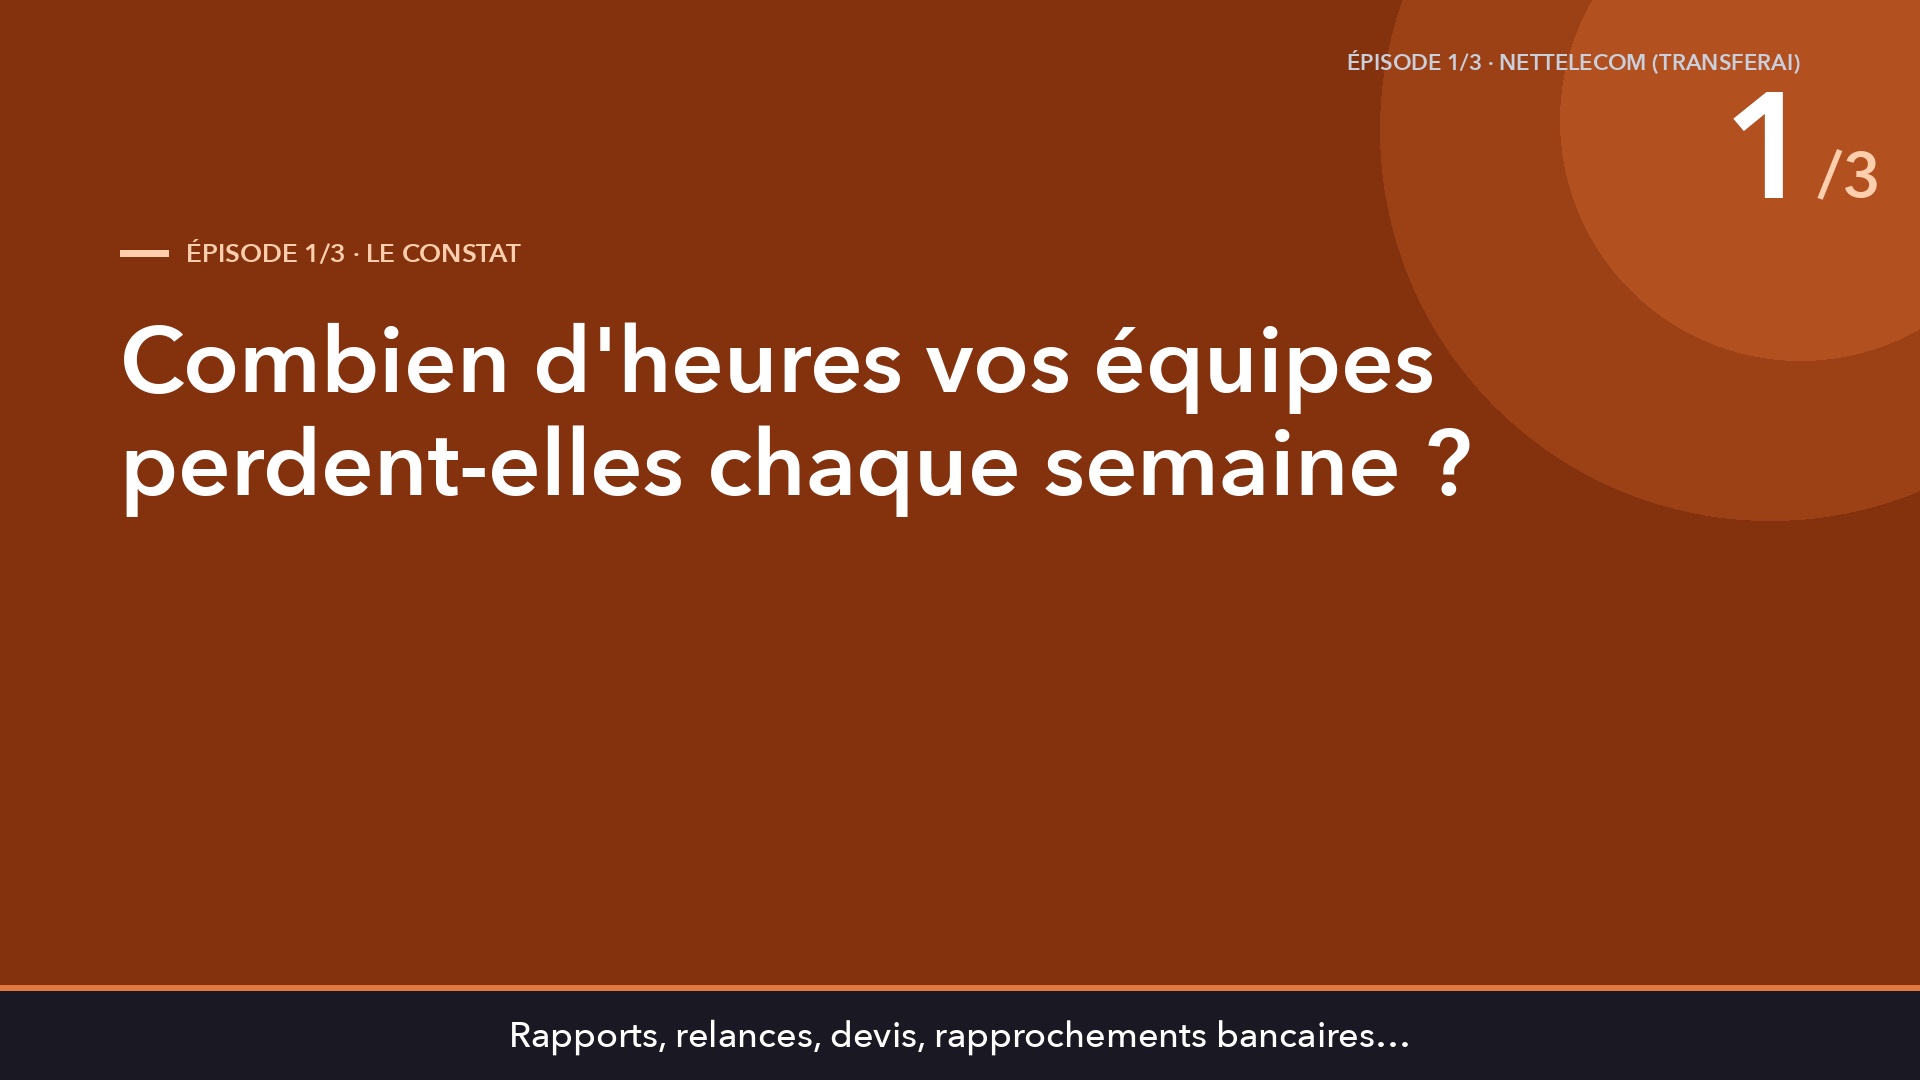 ÉPISODE 1/3 · NETTELECOM (TRANSFERAI)
1/3
ÉPISODE 1/3 · LE CONSTAT
Combien d'heures vos équipes
perdent-elles chaque semaine ?
Rapports, relances, devis, rapprochements bancaires…